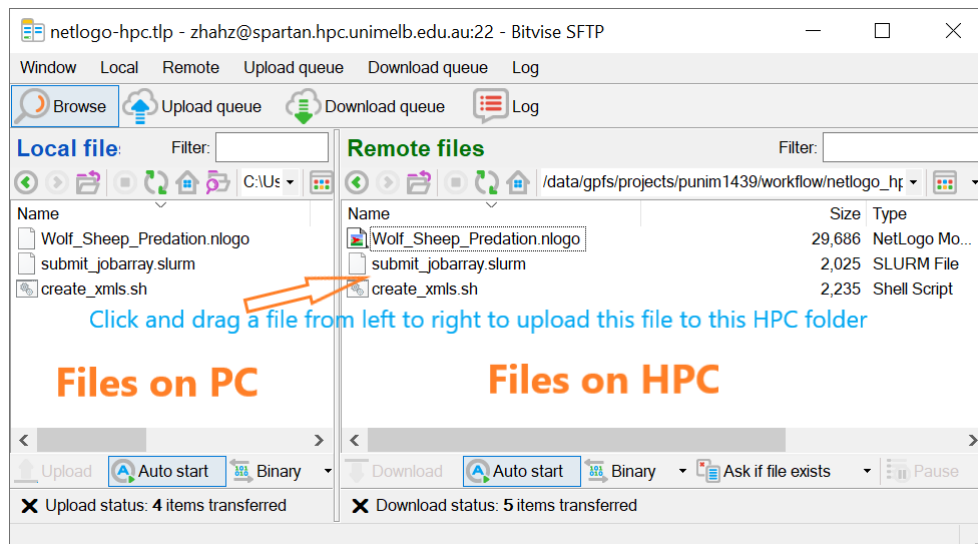 netlogo-hpc.tlp - zhahz@spartan.hpc.unimelb.edu.au:22 - Bitvise SFTP
Window Local Remote Upload queue Download queue Log
Browse Upload queue Download queue Log
Local file Filter: Remote files Filter:
C:\Us /data/gpfs/projects/punim1439/workflow/netlogo_hp
Name Name Size Type
Wolf_Sheep_Predation.nlogo Wolf_Sheep_Predation.nlogo 29,686 NetLogo Mo...
submit_jobarray.slurm submit_jobarray.slurm 2,025 SLURM File
create_xmls.sh create_xmls.sh 2,235 Shell Script
Click and drag a file from left to right to upload this file to this HPC folder
Files on PC Files on HPC
Upload Auto start Binary Download Auto start Binary Ask if file exists Pause
Upload status: 4 items transferred Download status: 5 items transferred